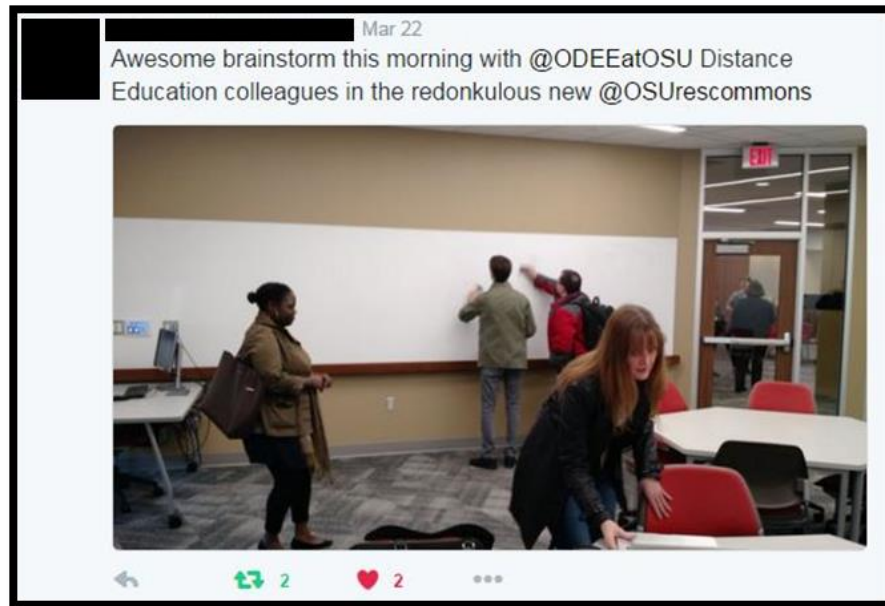 Mar 22
Awesome brainstorm this morning with @ODEEatOSU Distance
Education colleagues in the redonkulous new @OSUrescommons
EXIT
2
2